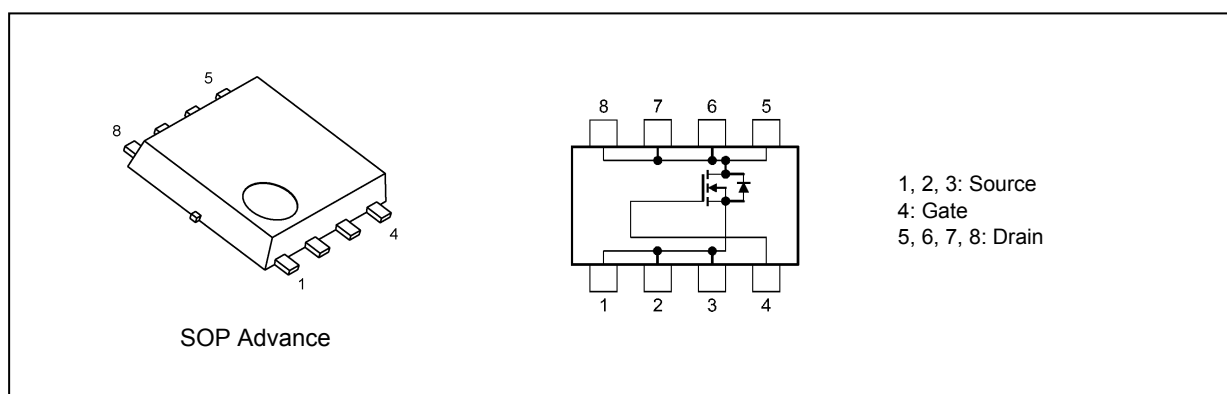 5
8
4
1
SOP Advance
8 7 6 5
1 2 3 4
1, 2, 3: Source
4: Gate
5, 6, 7, 8: Drain